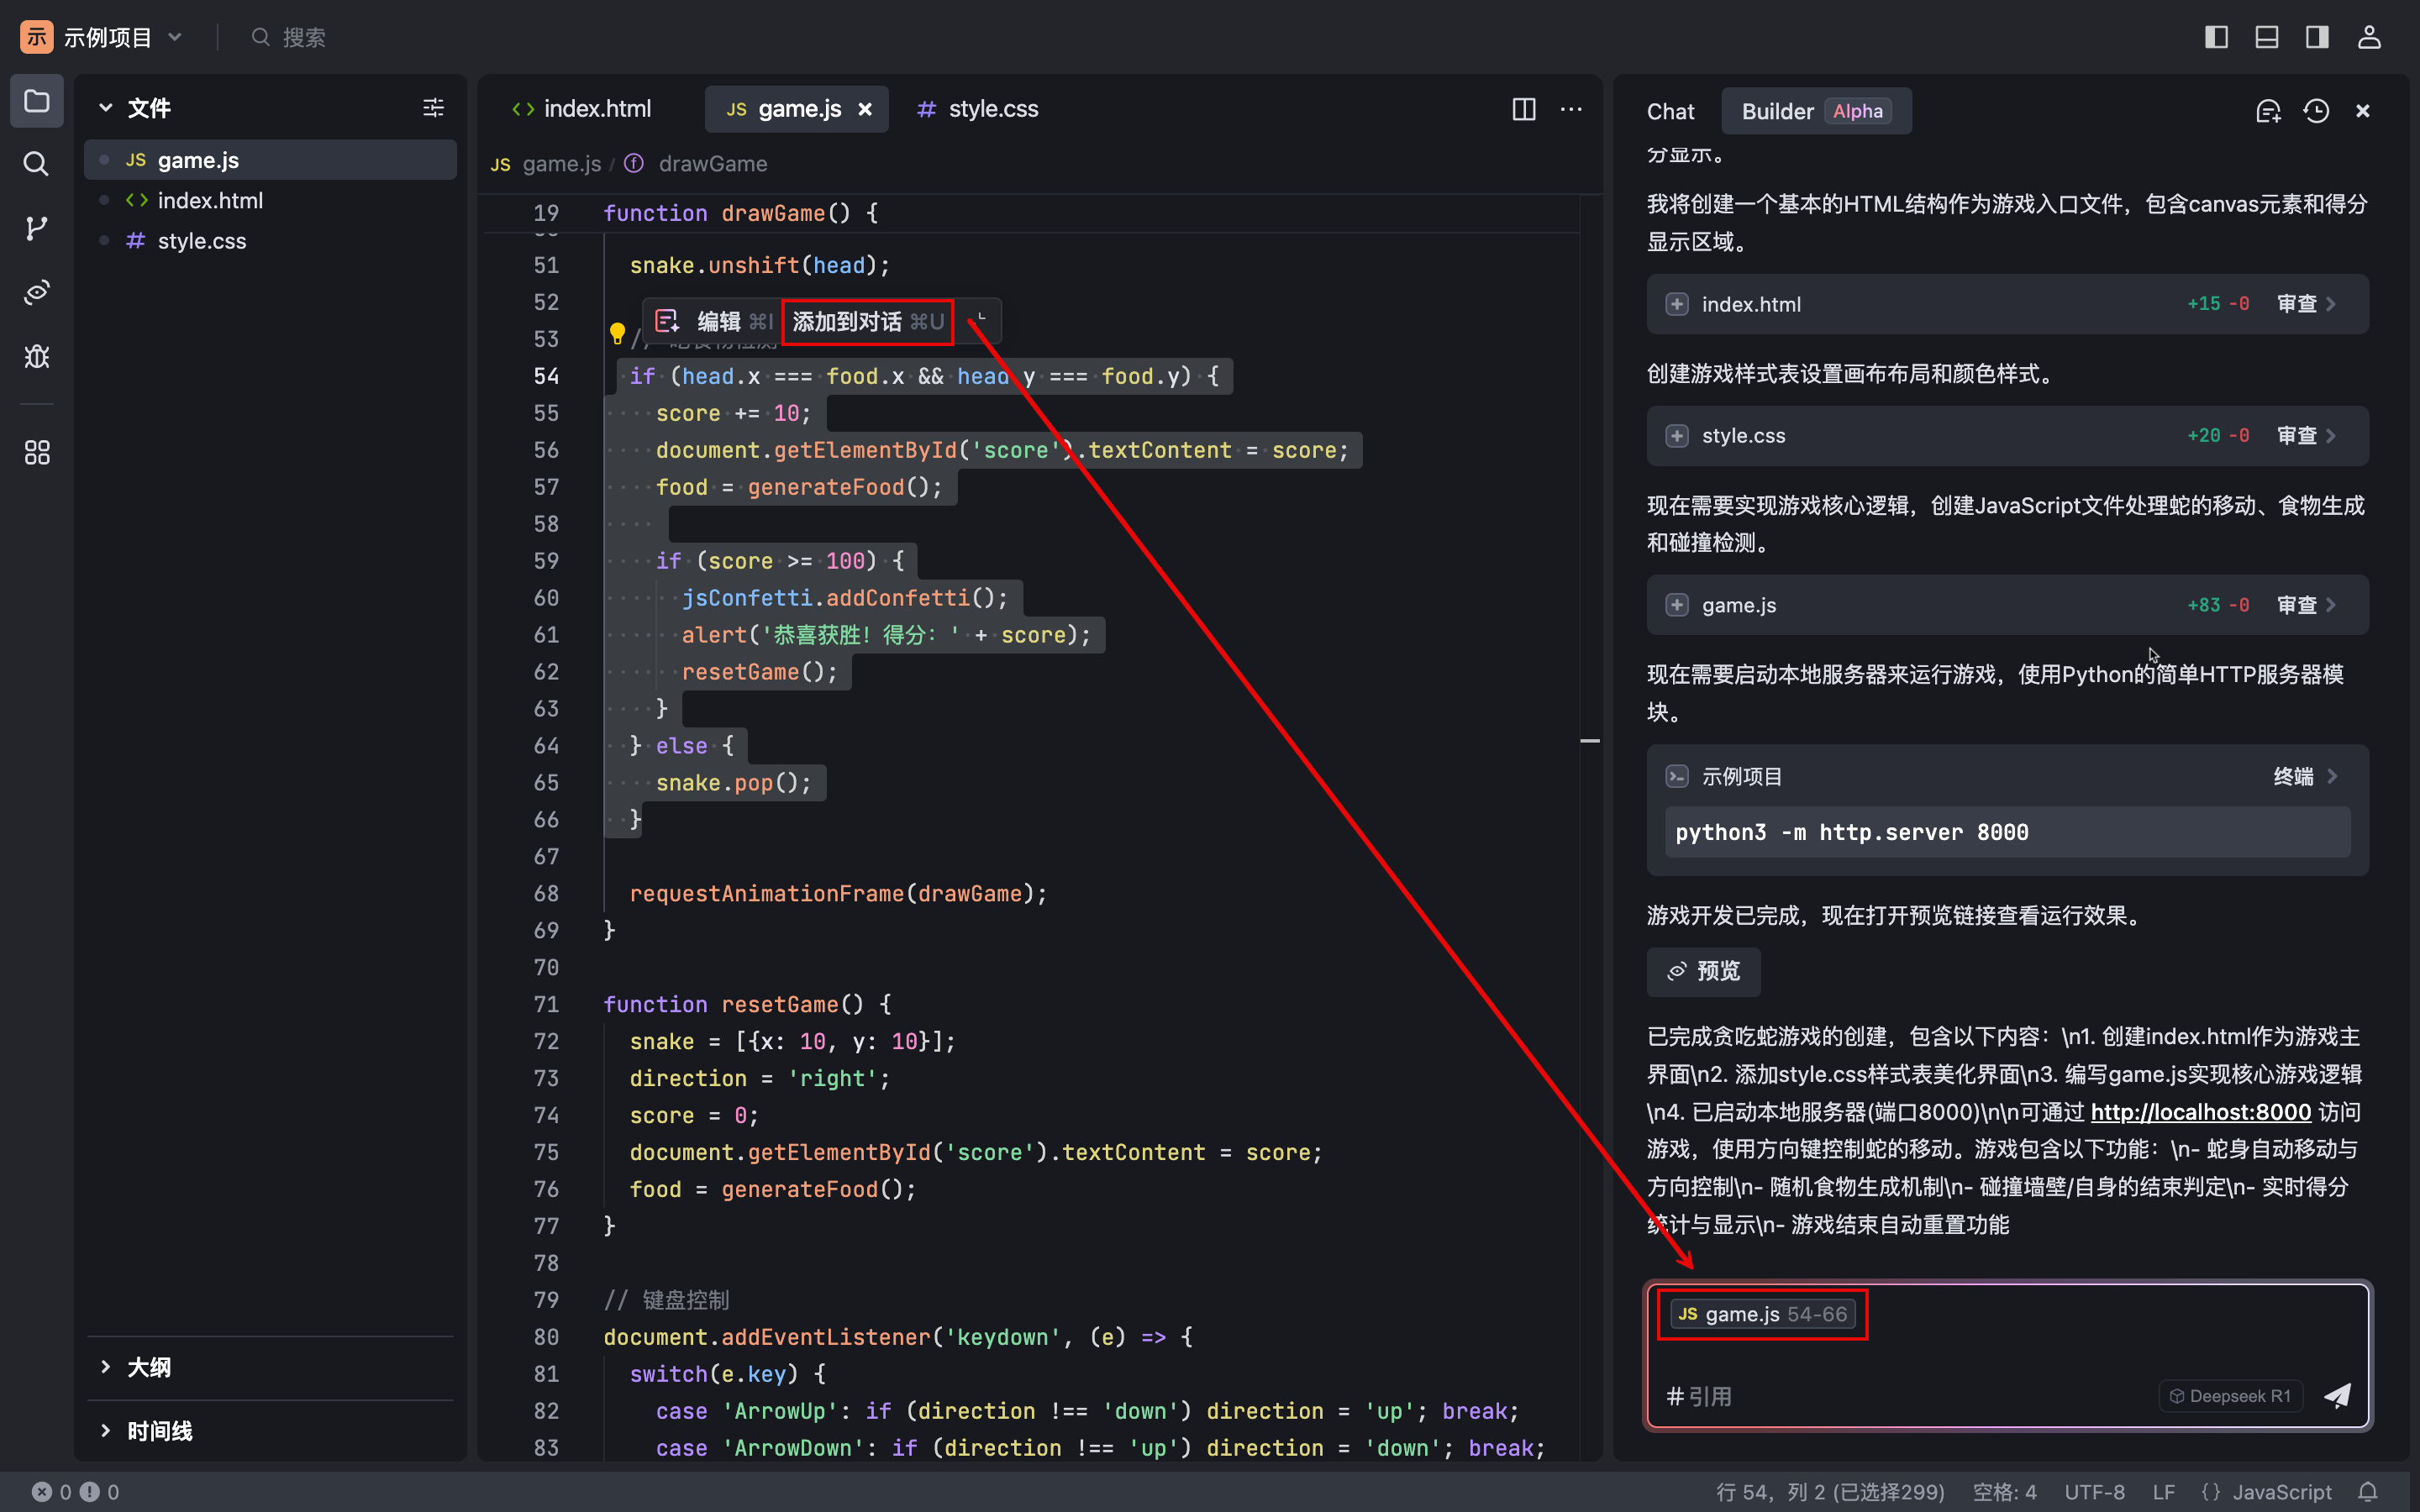 示 示例项目
搜索
文件
JS game.js
index.html
# style.css
大纲
时间线
index.html
JS game.js
# style.css
JS game.js / drawGame
19 function drawGame() {
51 snake.unshift(head);
52
编辑 ⌘I 添加到对话 ⌘U
53 //
54 if (head.x === food.x && head y === food.y) {
55 score += 10;
56 document.getElementById('score').textContent = score;
57 food = generateFood();
58
59 if (score >= 100) {
60 jsConfetti.addConfetti();
61 alert('恭喜获胜！得分：' + score);
62 resetGame();
63 }
64 } else {
65 snake.pop();
66 }
67
68 requestAnimationFrame(drawGame);
69 }
70
71 function resetGame() {
72 snake = [{x: 10, y: 10}];
73 direction = 'right';
74 score = 0;
75 document.getElementById('score').textContent = score;
76 food = generateFood();
77 }
78
79 // 键盘控制
80 document.addEventListener('keydown', (e) => {
81 switch(e.key) {
82 case 'ArrowUp': if (direction !== 'down') direction = 'up'; break;
83 case 'ArrowDown': if (direction !== 'up') direction = 'down'; break;
Chat Builder Alpha
分显示。
我将创建一个基本的HTML结构作为游戏入口文件，包含canvas元素和得分
显示区域。
index.html +15 -0 审查
创建游戏样式表设置画布布局和颜色样式。
style.css +20 -0 审查
现在需要实现游戏核心逻辑，创建JavaScript文件处理蛇的移动、食物生成
和碰撞检测。
game.js +83 -0 审查
现在需要启动本地服务器来运行游戏，使用Python的简单HTTP服务器模
块。
示例项目 终端
python3 -m http.server 8000
游戏开发已完成，现在打开预览链接查看运行效果。
预览
已完成贪吃蛇游戏的创建，包含以下内容：\n1. 创建index.html作为游戏主
界面\n2. 添加style.css样式表美化界面\n3. 编写game.js实现核心游戏逻辑
\n4. 已启动本地服务器(端口8000)\n\n可通过 http://localhost:8000 访问
游戏，使用方向键控制蛇的移动。游戏包含以下功能：\n- 蛇身自动移动与
方向控制\n- 随机食物生成机制\n- 碰撞墙壁/自身的结束判定\n- 实时得分
统计与显示\n- 游戏结束自动重置功能
JS game.js 54-66
# 引用
Deepseek R1
0 0
行 54，列 2 (已选择299) 空格: 4 UTF-8 LF {} JavaScript